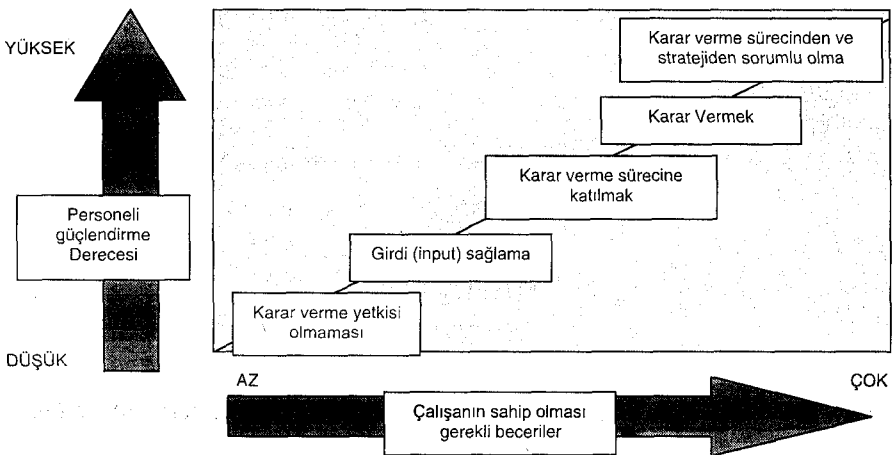 YÜKSEK
Karar verme sürecinden ve
stratejiden sorumlu olma
Karar Vermek
Karar verme sürecine
katılmak
Personeli
güçlendirme
Derecesi
Girdi (input) sağlama
Karar verme yetkisi
olmaması
DÜŞÜK
AZ
ÇOK
Çalışanın sahip olması
gerekli beceriler